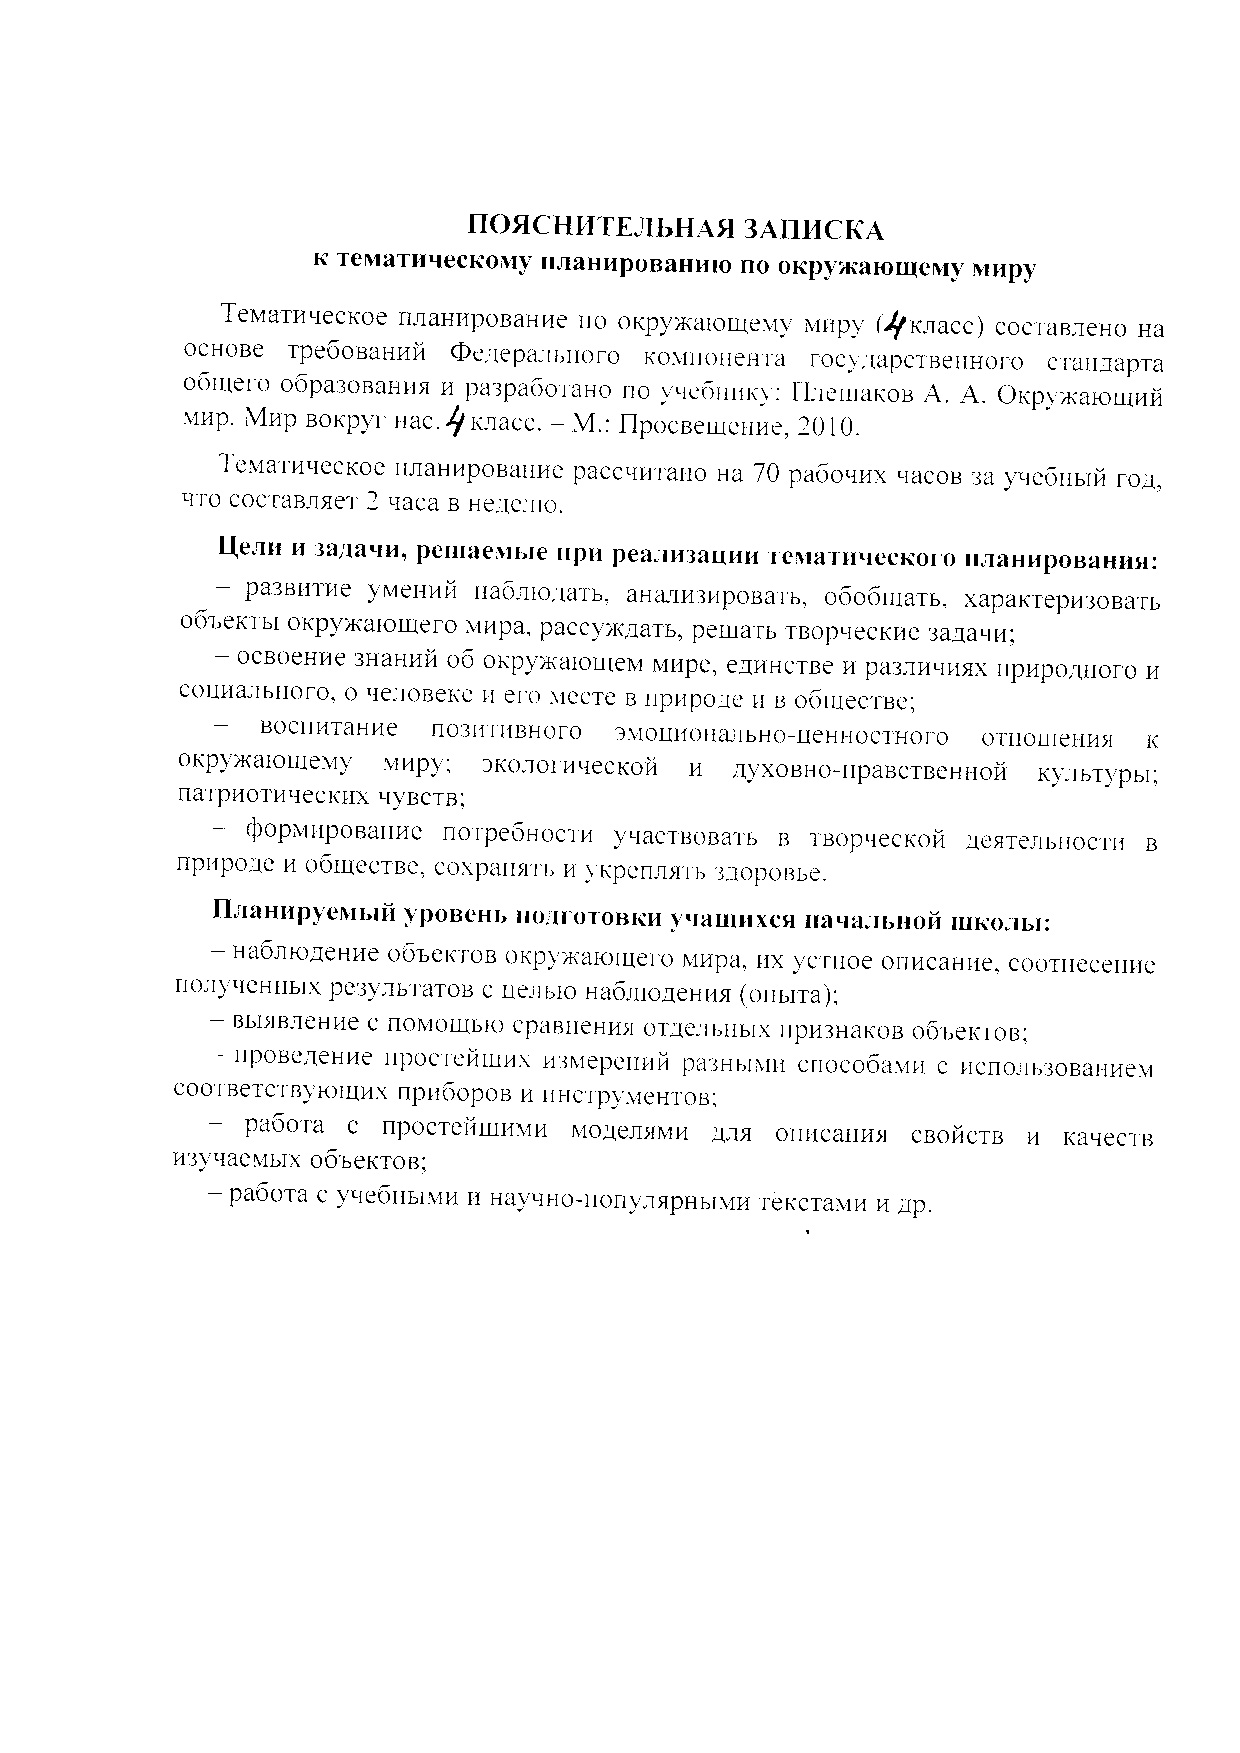 ПОЯСНИТЕЛЬНАЯ ЗАПИСКА
к тематическому планированию по окружающему миру
Тематическое планирование по окружающему миру (4 класс) составлено на
основе требований Федерального компонента государственного стандарта
общего образования и разработано по учебнику: Плешаков А. А. Окружающий
мир. Мир вокруг нас. 4 класс. – М.: Просвещение, 2010.
Тематическое планирование рассчитано на 70 рабочих часов за учебный год,
что составляет 2 часа в неделю.
Цели и задачи, решаемые при реализации тематического планирования:
– развитие умений наблюдать, анализировать, обобщать, характеризовать
объекты окружающего мира, рассуждать, решать творческие задачи;
– освоение знаний об окружающем мире, единстве и различиях природного и
социального, о человеке и его месте в природе и в обществе;
– воспитание позитивного эмоционально-ценностного отношения к
окружающему миру; экологической и духовно-нравственной культуры;
патриотических чувств;
– формирование потребности участвовать в творческой деятельности в
природе и обществе, сохранять и укреплять здоровье.
Планируемый уровень подготовки учащихся начальной школы:
– наблюдение объектов окружающего мира, их устное описание, соотнесение
полученных результатов с целью наблюдения (опыта);
– выявление с помощью сравнения отдельных признаков объектов;
- проведение простейших измерений разными способами с использованием
соответствующих приборов и инструментов;
– работа с простейшими моделями для описания свойств и качеств
изучаемых объектов;
– работа с учебными и научно-популярными текстами и др.